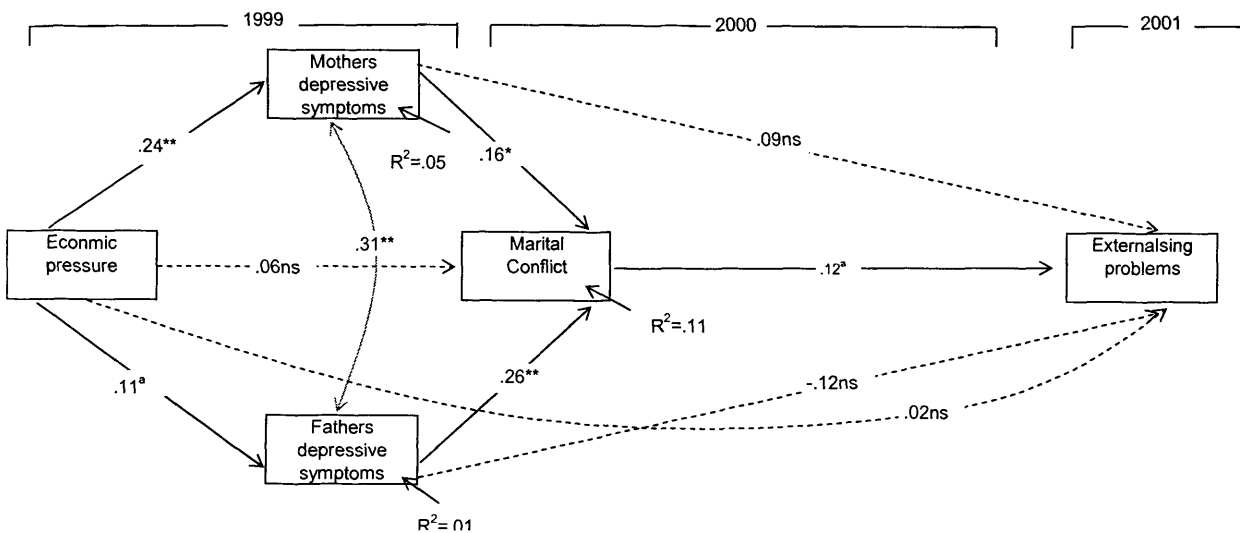 1999
2000
2001
Mothers
depressive
symptoms
.24**
R²=.05
.16*
.09ns
Econmic
pressure
.06ns
.31**
Marital
Conflict
R²=.11
.12ª
Externalsing
problems
.11ª
.26**
-.12ns
.02ns
Fathers
depressive
symptoms
R²=.01